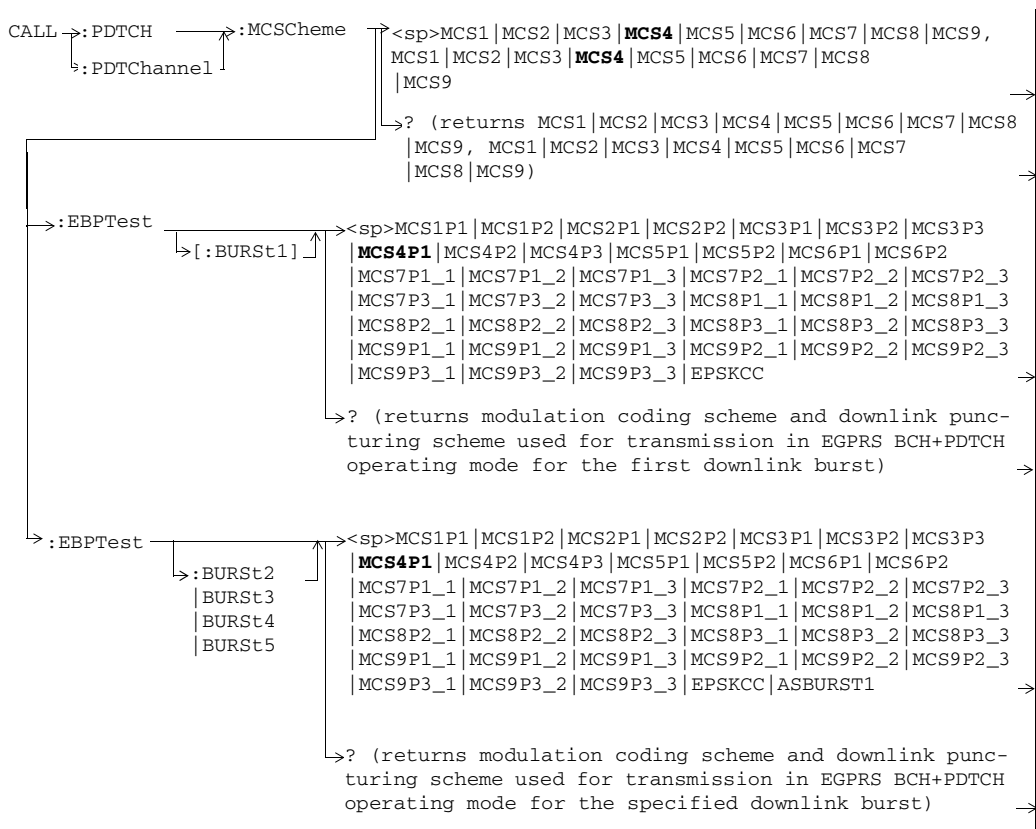 CALL :PDTCH :MCSCheme <sp>MCS1|MCS2|MCS3|MCS4|MCS5|MCS6|MCS7|MCS8|MCS9,
:PDTChannel MCS1|MCS2|MCS3|MCS4|MCS5|MCS6|MCS7|MCS8
|MCS9
? (returns MCS1|MCS2|MCS3|MCS4|MCS5|MCS6|MCS7|MCS8
|MCS9, MCS1|MCS2|MCS3|MCS4|MCS5|MCS6|MCS7
|MCS8|MCS9)
:EBPTest <sp>MCS1P1|MCS1P2|MCS2P1|MCS2P2|MCS3P1|MCS3P2|MCS3P3
[:BURSt1] |MCS4P1|MCS4P2|MCS4P3|MCS5P1|MCS5P2|MCS6P1|MCS6P2
|MCS7P1_1|MCS7P1_2|MCS7P1_3|MCS7P2_1|MCS7P2_2|MCS7P2_3
|MCS7P3_1|MCS7P3_2|MCS7P3_3|MCS8P1_1|MCS8P1_2|MCS8P1_3
|MCS8P2_1|MCS8P2_2|MCS8P2_3|MCS8P3_1|MCS8P3_2|MCS8P3_3
|MCS9P1_1|MCS9P1_2|MCS9P1_3|MCS9P2_1|MCS9P2_2|MCS9P2_3
|MCS9P3_1|MCS9P3_2|MCS9P3_3|EPSKCC
? (returns modulation coding scheme and downlink punc-
turing scheme used for transmission in EGPRS BCH+PDTCH
operating mode for the first downlink burst)
:EBPTest <sp>MCS1P1|MCS1P2|MCS2P1|MCS2P2|MCS3P1|MCS3P2|MCS3P3
:BURSt2 |MCS4P1|MCS4P2|MCS4P3|MCS5P1|MCS5P2|MCS6P1|MCS6P2
|BURSt3 |MCS7P1_1|MCS7P1_2|MCS7P1_3|MCS7P2_1|MCS7P2_2|MCS7P2_3
|BURSt4 |MCS7P3_1|MCS7P3_2|MCS7P3_3|MCS8P1_1|MCS8P1_2|MCS8P1_3
|BURSt5 |MCS8P2_1|MCS8P2_2|MCS8P2_3|MCS8P3_1|MCS8P3_2|MCS8P3_3
|MCS9P1_1|MCS9P1_2|MCS9P1_3|MCS9P2_1|MCS9P2_2|MCS9P2_3
|MCS9P3_1|MCS9P3_2|MCS9P3_3|EPSKCC|ASBURST1
? (returns modulation coding scheme and downlink punc-
turing scheme used for transmission in EGPRS BCH+PDTCH
operating mode for the specified downlink burst)